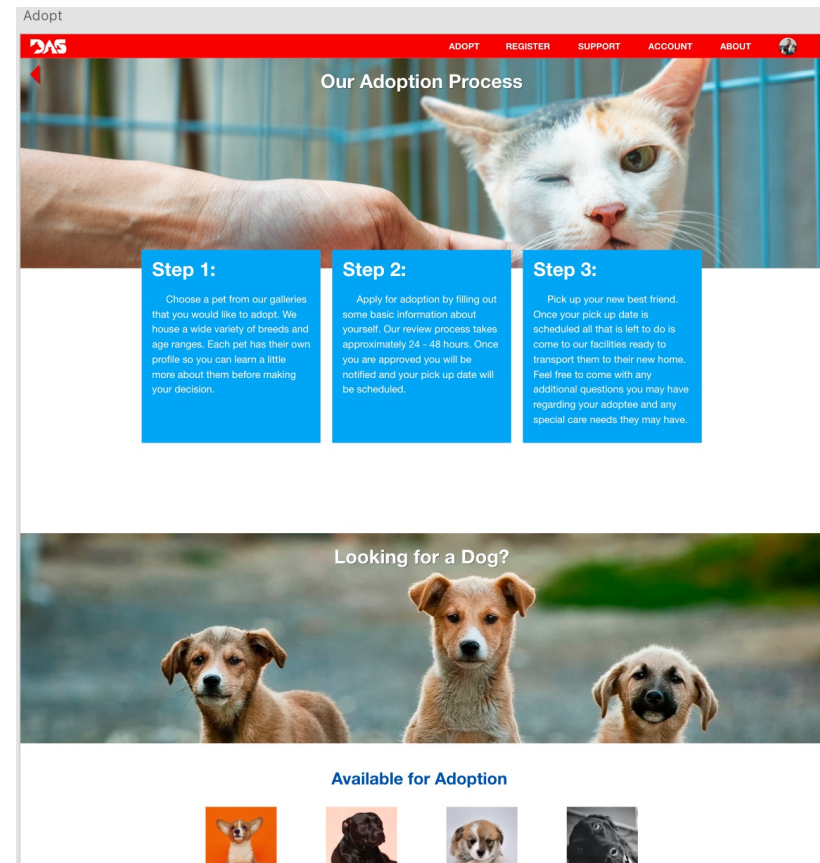 Adopt
DAS
ADOPT REGISTER SUPPORT ACCOUNT ABOUT
Our Adoption Process
Step 1:
Choose a pet from our galleries
that you would like to adopt. We
house a wide variety of breeds and
age ranges. Each pet has their own
profile so you can learn a little
more about them before making
your decision.
Step 2:
Apply for adoption by filling out
some basic information about
yourself. Our review process takes
approximately 24 - 48 hours. Once
you are approved you will be
notified and your pick up date will
be scheduled.
Step 3:
Pick up your new best friend.
Once your pick up date is
scheduled all that is left to do is
come to our facilities ready to
transport them to their new home.
Feel free to come with any
additional questions you may have
regarding your adoptee and any
special care needs they may have.
Looking for a Dog?
Available for Adoption